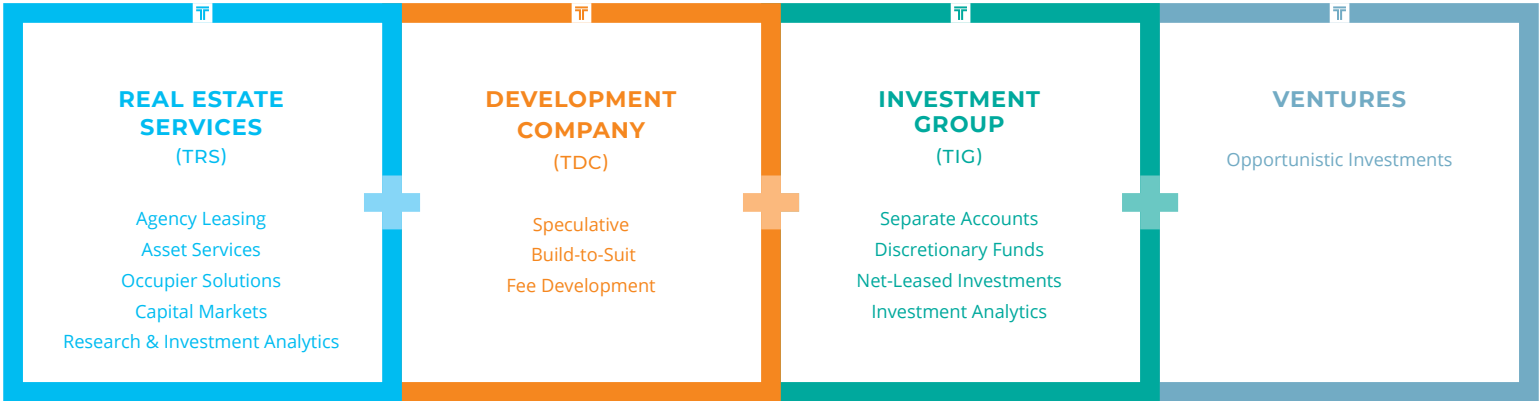 REAL ESTATE
SERVICES
(TRS)
Agency Leasing
Asset Services
Occupier Solutions
Capital Markets
Research & Investment Analytics
DEVELOPMENT
COMPANY
(TDC)
Speculative
Build-to-Suit
Fee Development
INVESTMENT
GROUP
(TIG)
Separate Accounts
Discretionary Funds
Net-Leased Investments
Investment Analytics
VENTURES
Opportunistic Investments